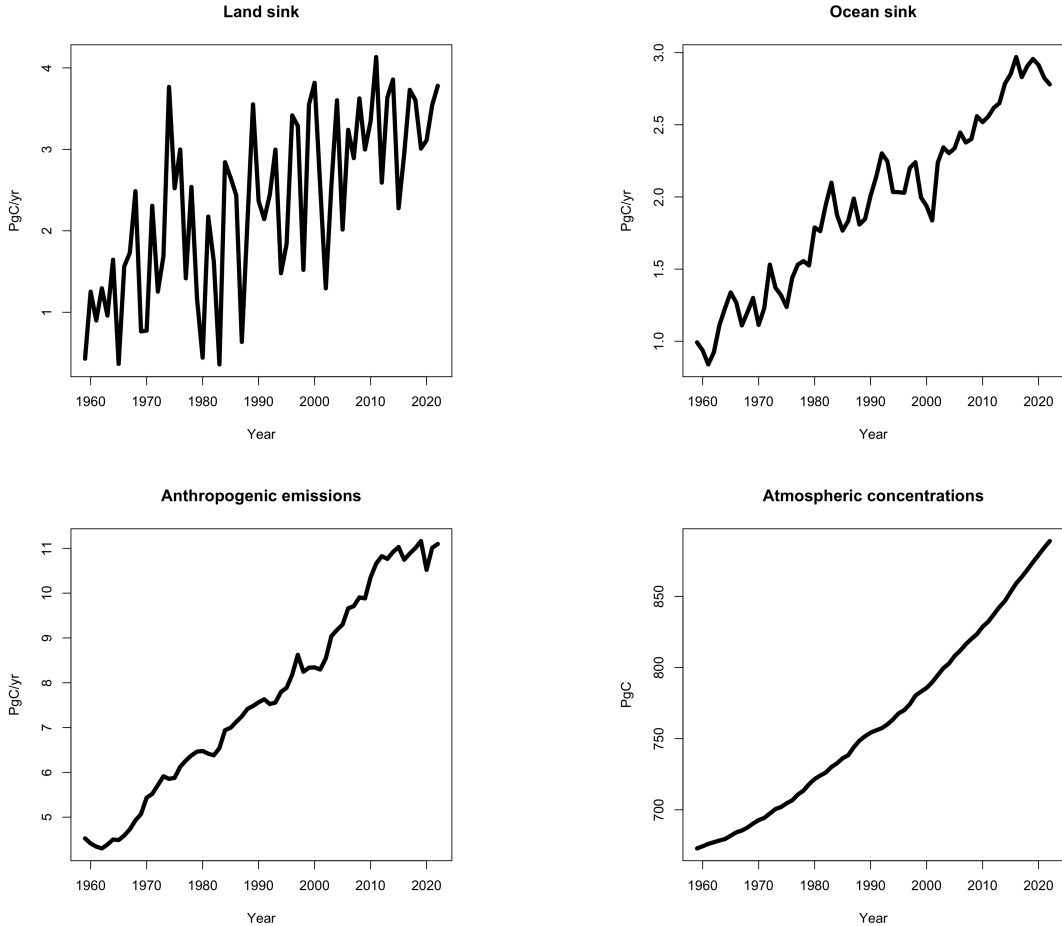 Land sink
PgC/yr
4
3
2
1
1960 1970 1980 1990 2000 2010 2020
Year
Ocean sink
PgC/yr
3.0
2.5
2.0
1.5
1.0
1960 1970 1980 1990 2000 2010 2020
Year
Anthropogenic emissions
PgC/yr
11
10
9
8
7
6
5
1960 1970 1980 1990 2000 2010 2020
Year
Atmospheric concentrations
PgC
850
800
750
700
1960 1970 1980 1990 2000 2010 2020
Year